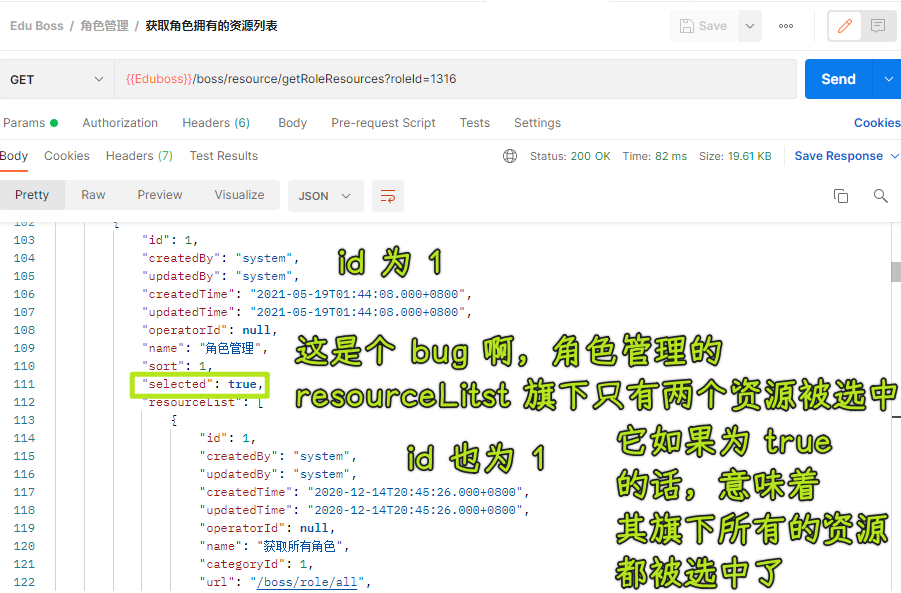 Edu Boss / 角色管理 / 获取角色拥有的资源列表
Save
GET
{{Eduboss}}/boss/resource/getRoleResources?roleId=1316
Send
Params
Authorization
Headers (6)
Body
Pre-request Script
Tests
Settings
Cookies
Body
Cookies
Headers (7)
Test Results
Status: 200 OK
Time: 82 ms
Size: 19.61 KB
Save Response
Pretty
Raw
Preview
Visualize
JSON
102 {
103 "id": 1,
104 "createdBy": "system",
id 为 1
105 "updatedBy": "system",
106 "createdTime": "2021-05-19T01:44:08.000+0800",
107 "updatedTime": "2021-05-19T01:44:08.000+0800",
108 "operatorId": null,
109 "name": "角色管理",
110 "sort": 1,
111 "selected": true,
112 "resourceList": [
这是个 bug 啊，角色管理的
resourceLitst 旗下只有两个资源被选中
它如果为 true
的话，意味着
其旗下所有的资源
都被选中了
113 {
114 "id": 1,
id 也为 1
115 "createdBy": "system",
116 "updatedBy": "system",
117 "createdTime": "2020-12-14T20:45:26.000+0800",
118 "updatedTime": "2020-12-14T20:45:26.000+0800",
119 "operatorId": null,
120 "name": "获取所有角色",
121 "categoryId": 1,
122 "url": "/boss/role/all",